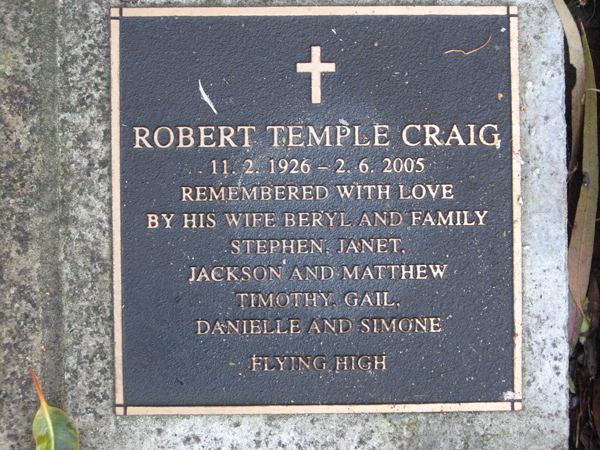 ROBERT TEMPLE CRAIG
11. 2. 1926 – 2. 6. 2005
REMEMBERED WITH LOVE
BY HIS WIFE BERYL AND FAMILY
STEPHEN, JANET,
JACKSON AND MATTHEW
TIMOTHY, GAIL,
DANIELLE AND SIMONE
FLYING HIGH